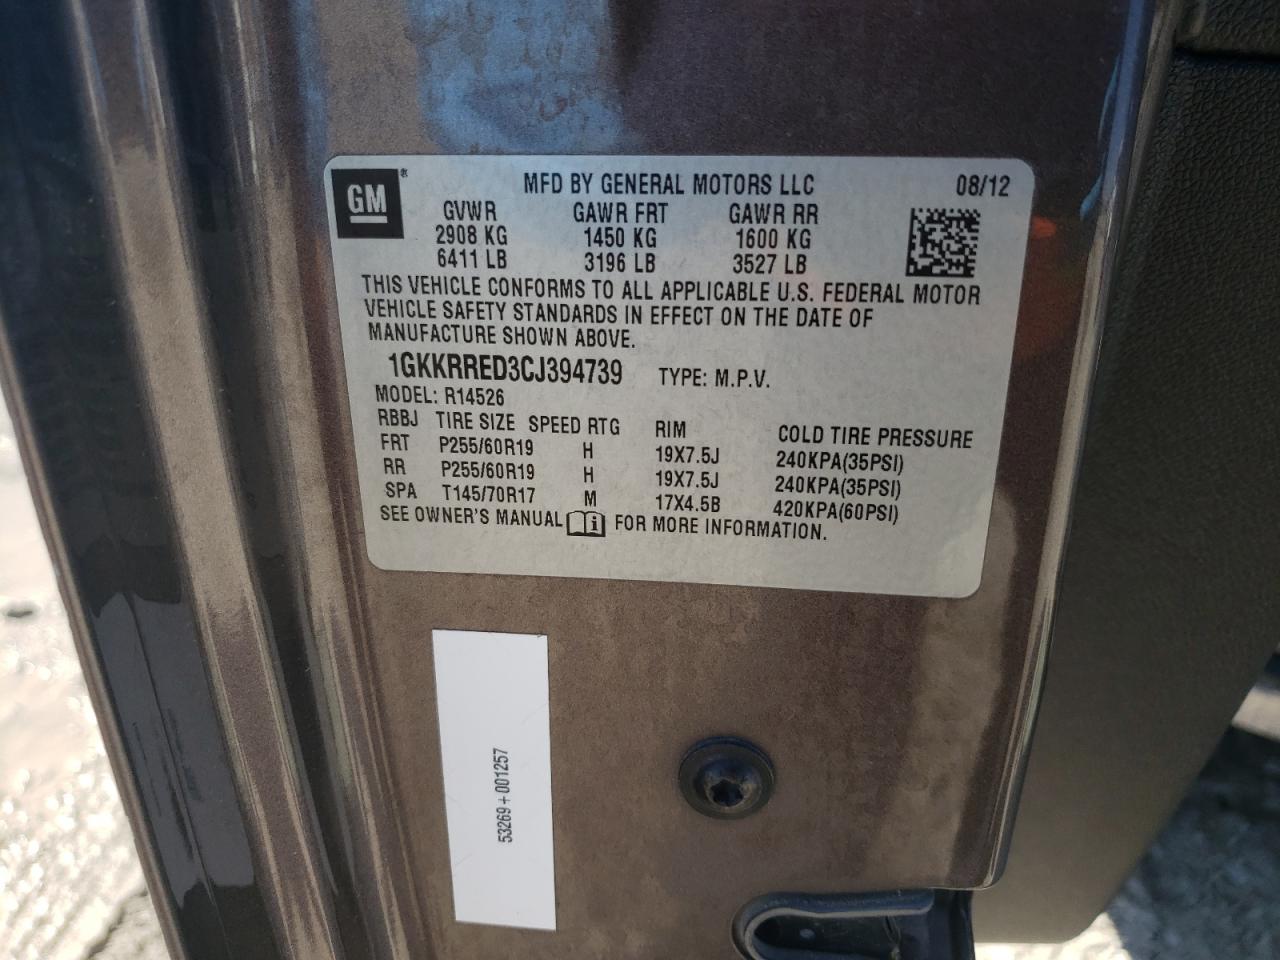 GM®
MFD BY GENERAL MOTORS LLC 08/12
GVWR GAWR FRT GAWR RR
2908 KG 1450 KG 1600 KG
6411 LB 3196 LB 3527 LB
THIS VEHICLE CONFORMS TO ALL APPLICABLE U.S. FEDERAL MOTOR
VEHICLE SAFETY STANDARDS IN EFFECT ON THE DATE OF
MANUFACTURE SHOWN ABOVE.
1GKKRRED3CJ394739 TYPE: M.P.V.
MODEL: R14526
RBBJ TIRE SIZE SPEED RTG RIM COLD TIRE PRESSURE
FRT P255/60R19 H 19X7.5J 240KPA(35PSI)
RR P255/60R19 H 19X7.5J 240KPA(35PSI)
SPA T145/70R17 M 17X4.5B 420KPA(60PSI)
SEE OWNER'S MANUAL i FOR MORE INFORMATION.
53269+001257